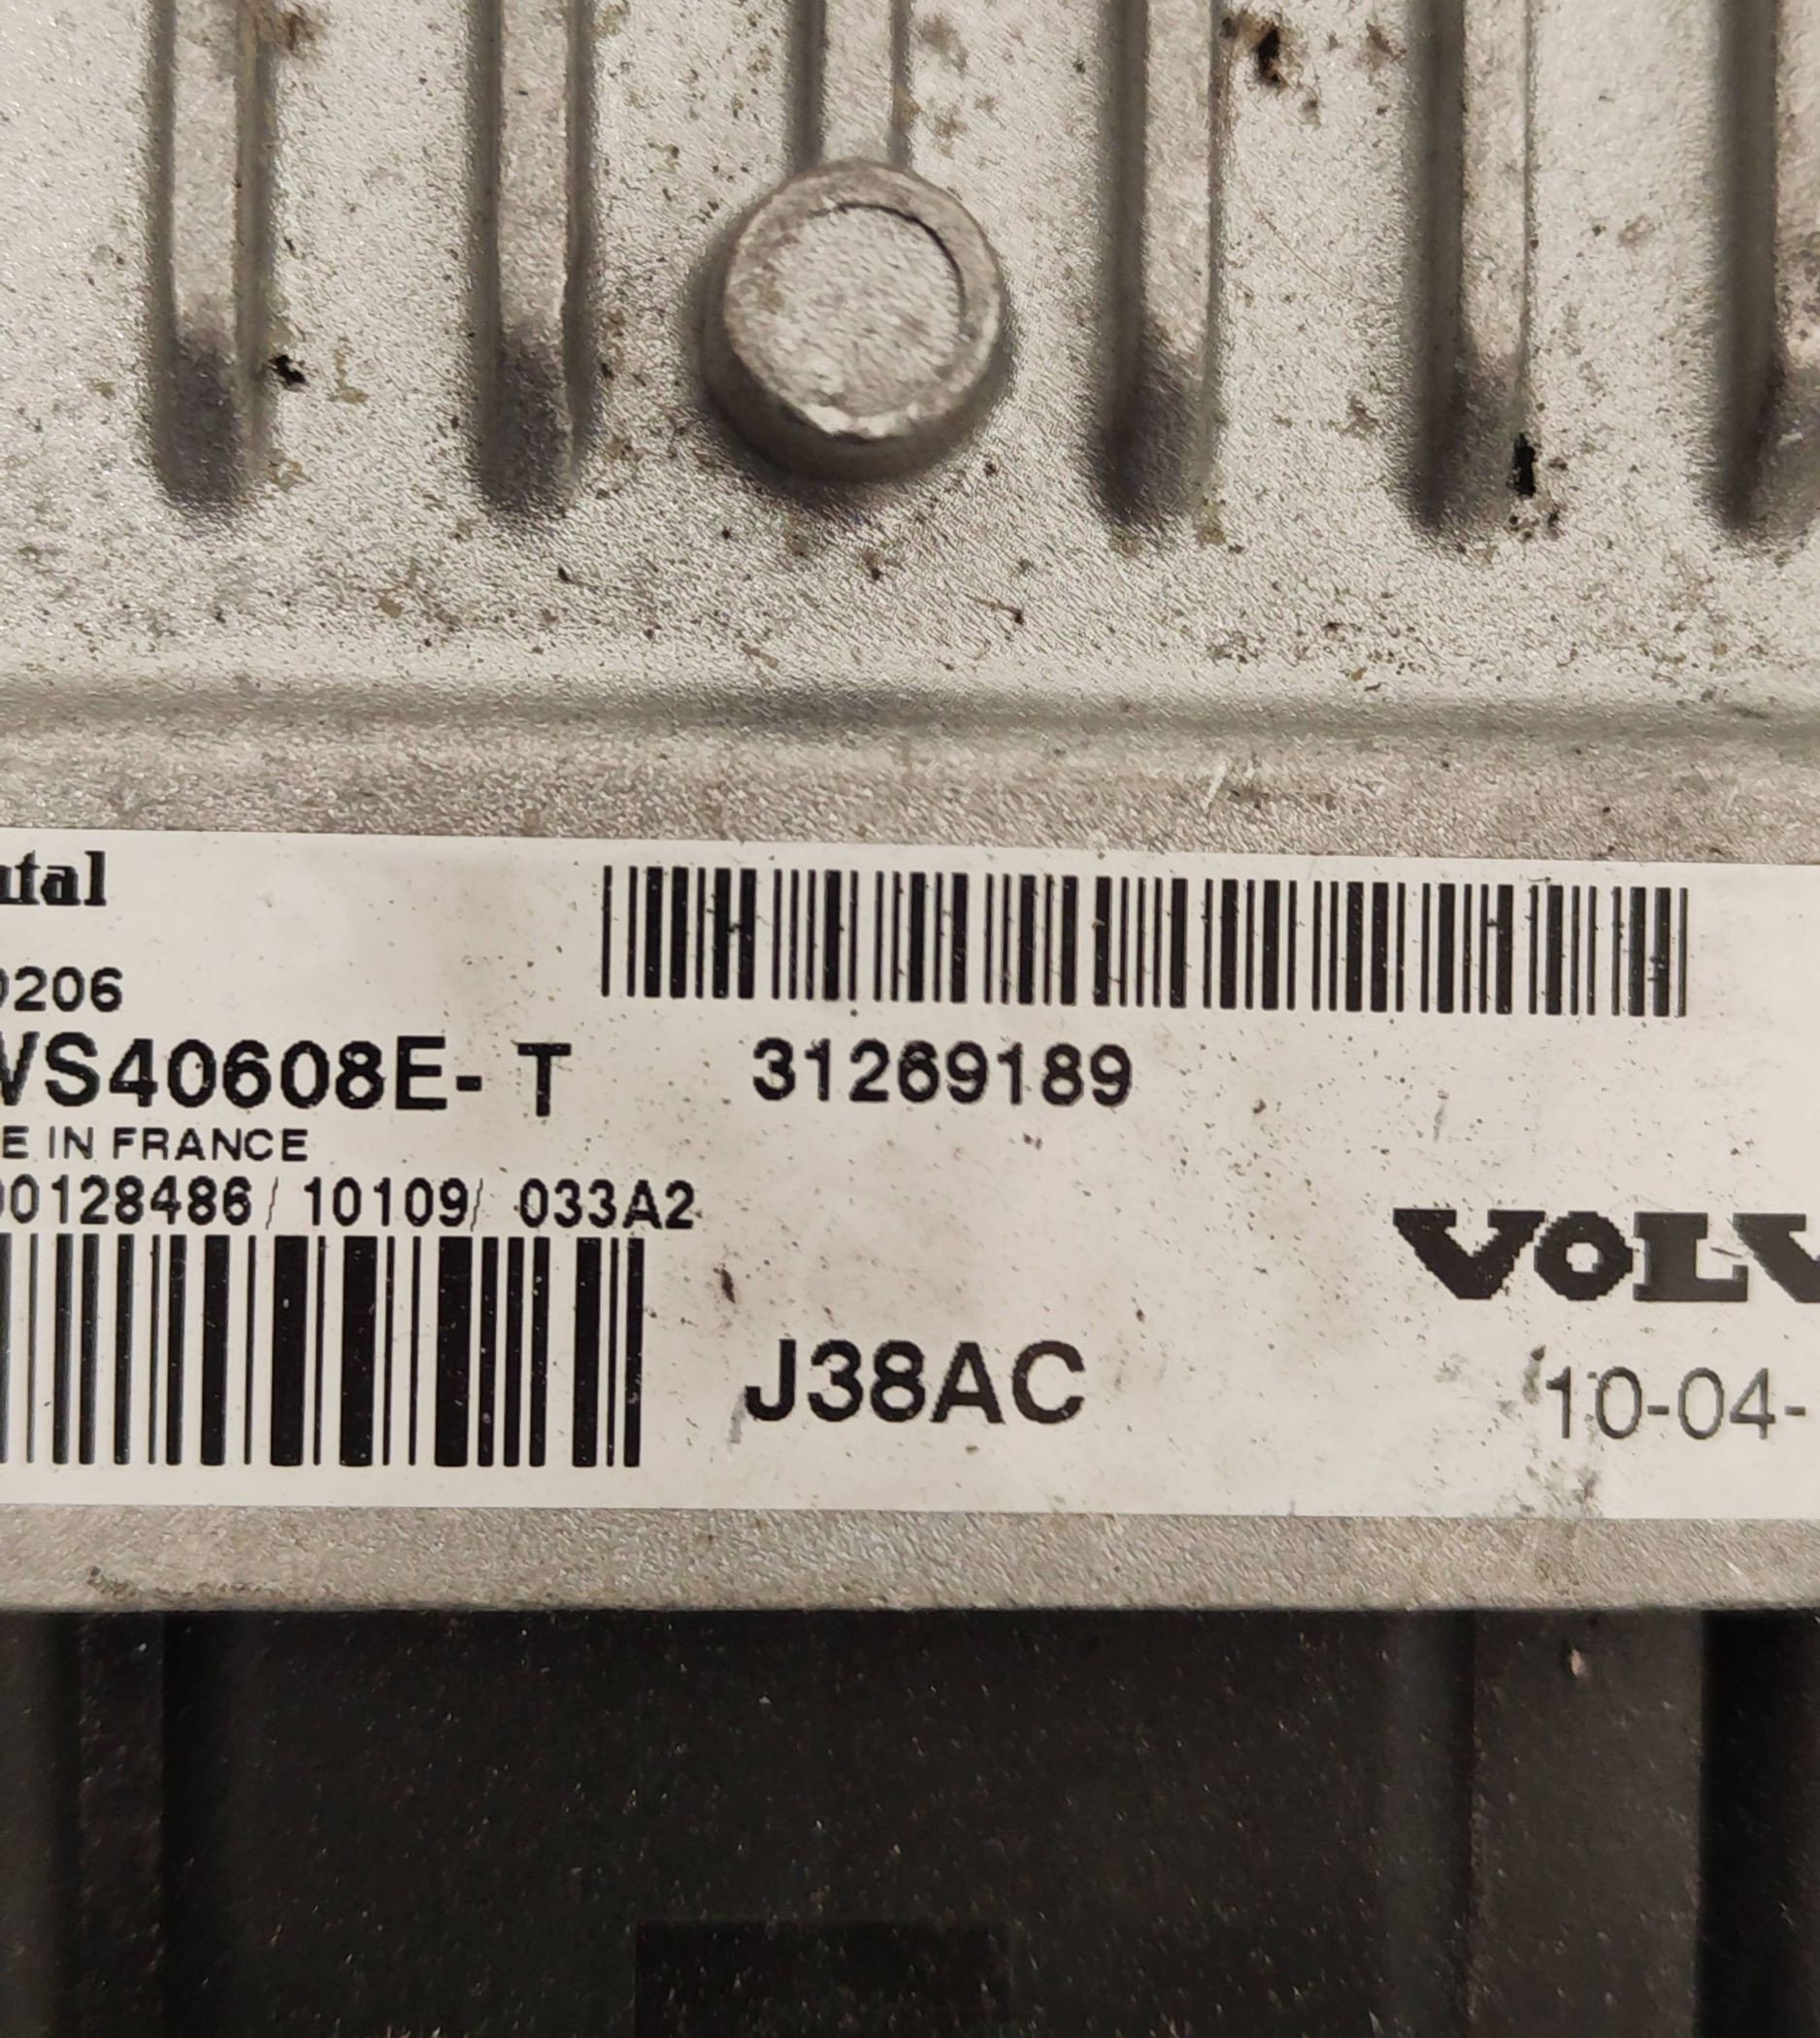 ntal
0206
VS40608E- T 31269189
E IN FRANCE
00128486/ 10109/ 033A2
VOLV
J38AC
10-04-